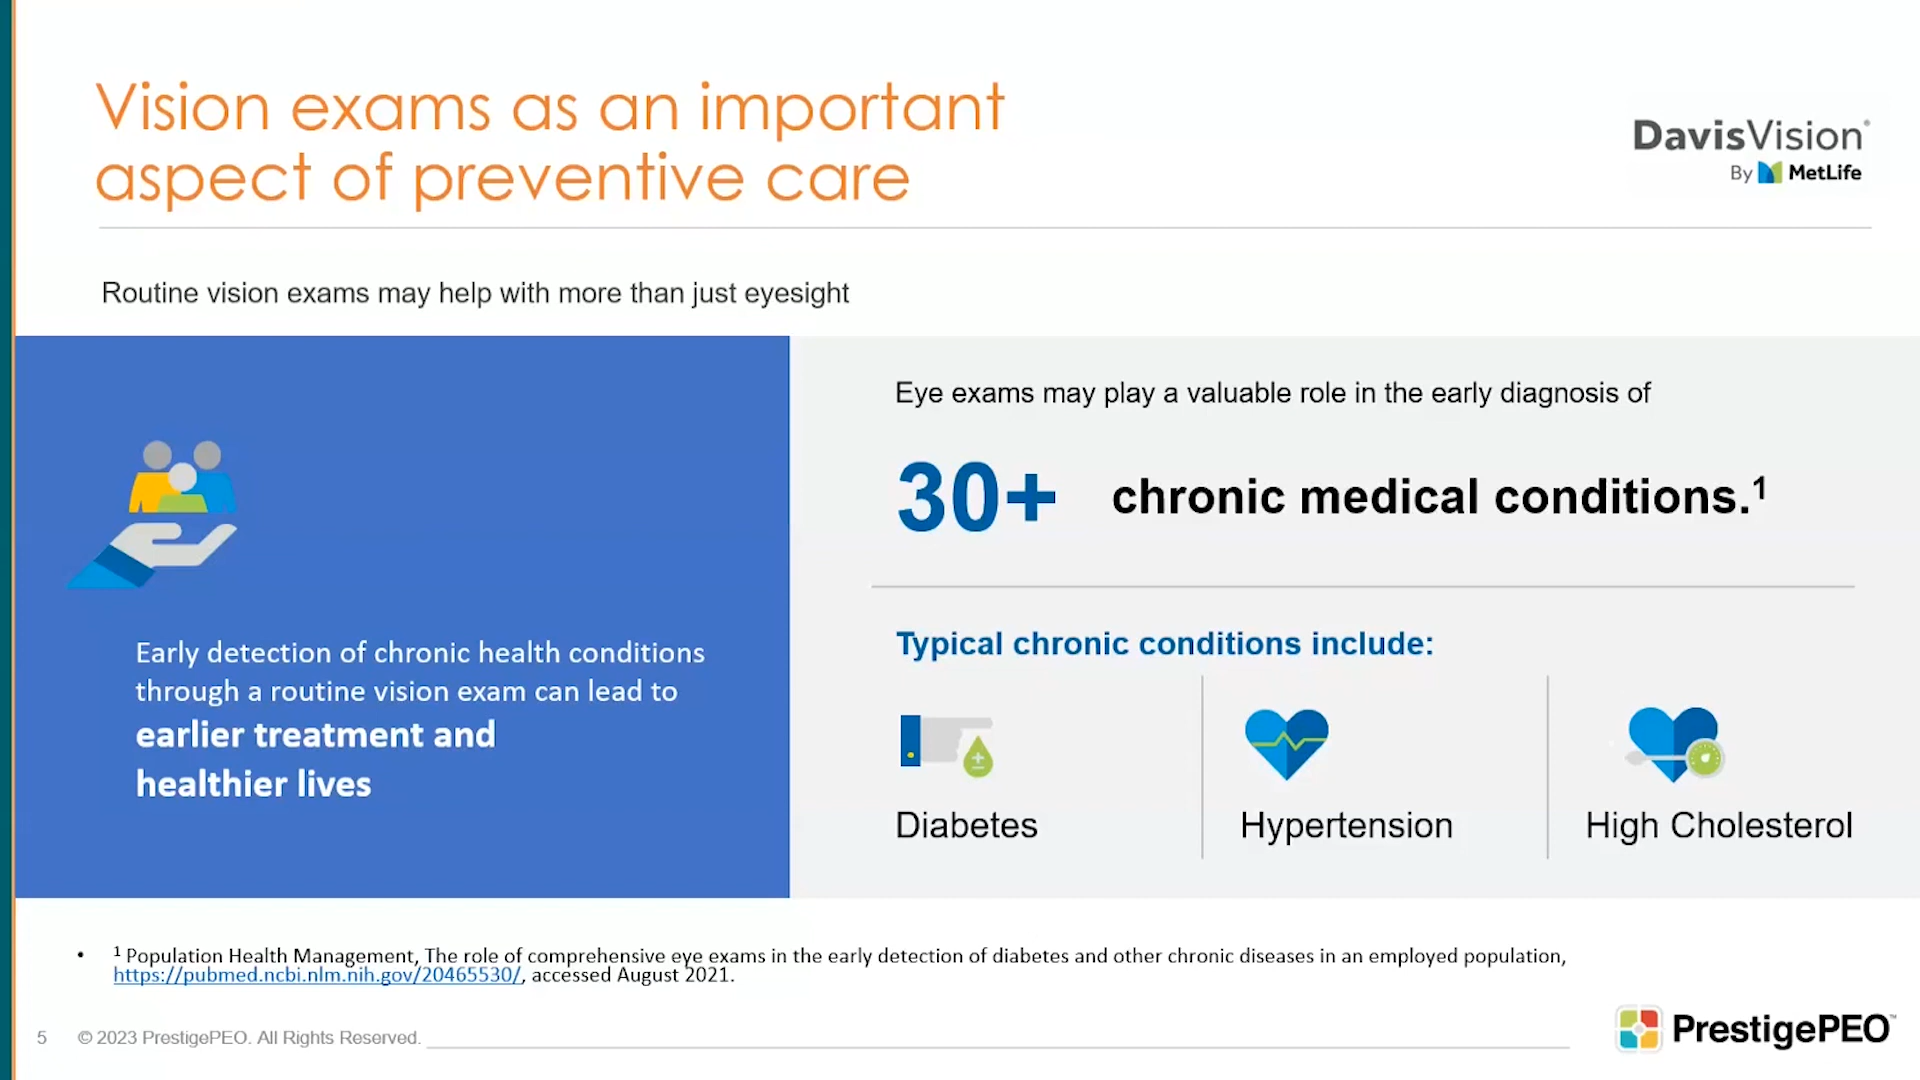 Vision exams as an important
aspect of preventive care
DavisVision®
By MetLife
Routine vision exams may help with more than just eyesight
Early detection of chronic health conditions
through a routine vision exam can lead to
earlier treatment and
healthier lives
Eye exams may play a valuable role in the early diagnosis of
30+ chronic medical conditions.¹
Typical chronic conditions include:
Diabetes
Hypertension
High Cholesterol
• ¹ Population Health Management, The role of comprehensive eye exams in the early detection of diabetes and other chronic diseases in an employed population,
https://pubmed.ncbi.nlm.nih.gov/20465530/, accessed August 2021.
5 © 2023 PrestigePEO. All Rights Reserved.
PrestigePEO™